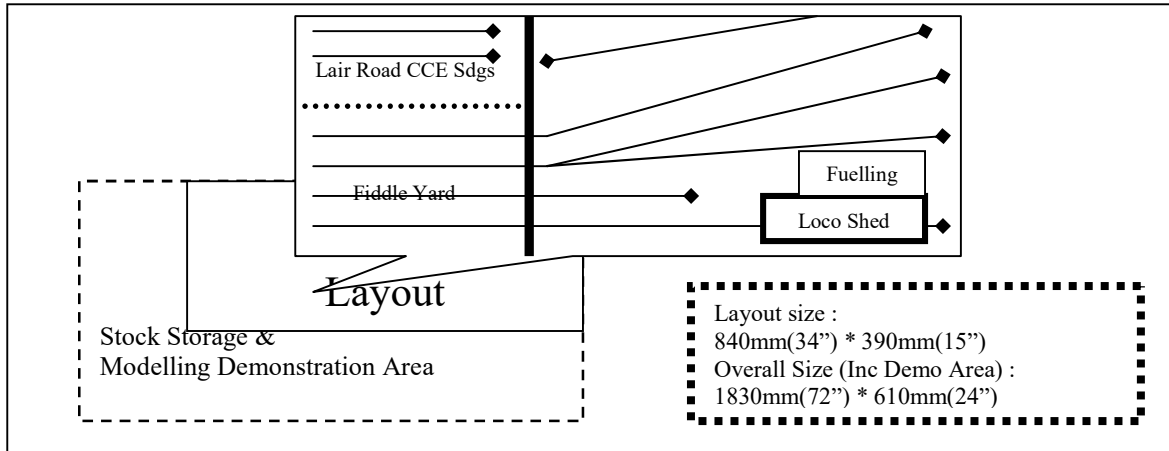 Lair Road CCE Sdgs
Fiddle Yard
Fuelling
Loco Shed
Layout
Stock Storage &
Modelling Demonstration Area
Layout size :
840mm(34”) * 390mm(15”)
Overall Size (Inc Demo Area) :
1830mm(72”) * 610mm(24”)